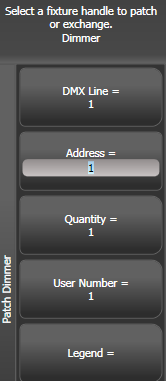 Select a fixture handle to patch
or exchange.
Dimmer
DMX Line =
1
Address =
1
Quantity =
1
User Number =
1
Legend =
Patch Dimmer